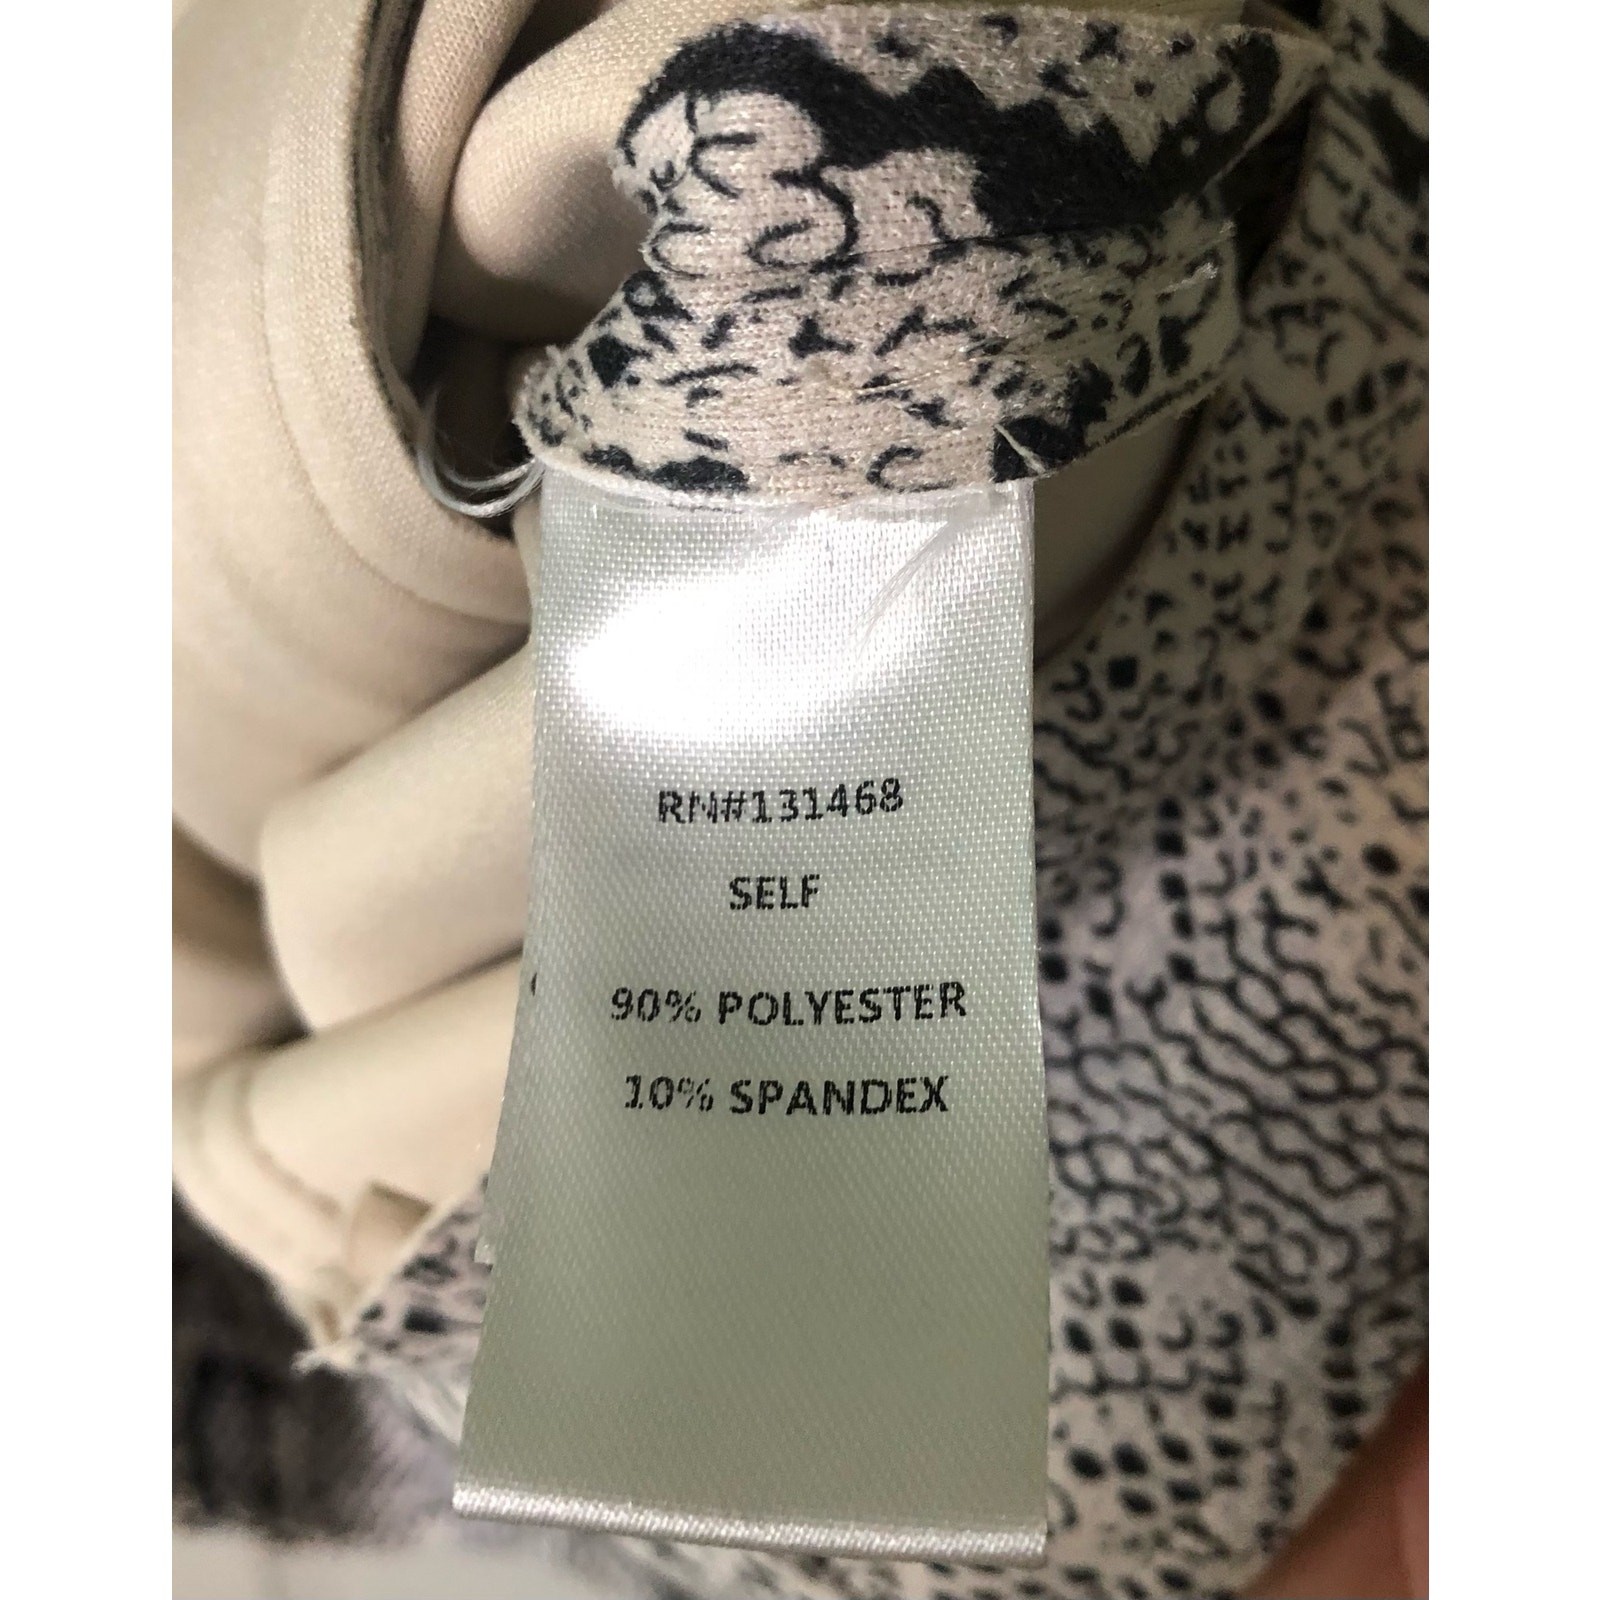 RN#131468
SELF
90% POLYESTER
10% SPANDEX